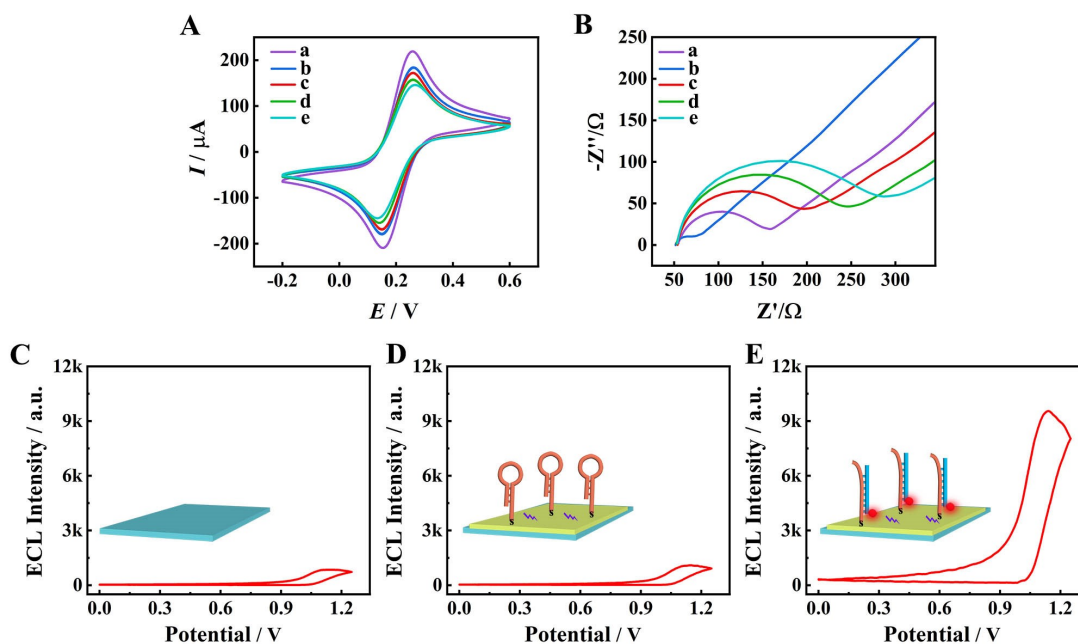 A
200
100
0
-100
-200
I / μA
a
b
c
d
e
-0.2 0.0 0.2 0.4 0.6
E / V
B
250
200
150
100
50
0
-Z''/Ω
a
b
c
d
e
50 100 150 200 250 300
Z'/Ω
C
12k
9k
6k
3k
0
ECL Intensity / a.u.
0.0 0.3 0.6 0.9 1.2
Potential / V
D
12k
9k
6k
3k
0
ECL Intensity / a.u.
S S S
0.0 0.3 0.6 0.9 1.2
Potential / V
E
12k
9k
6k
3k
0
ECL Intensity / a.u.
S S S
0.0 0.3 0.6 0.9 1.2
Potential / V